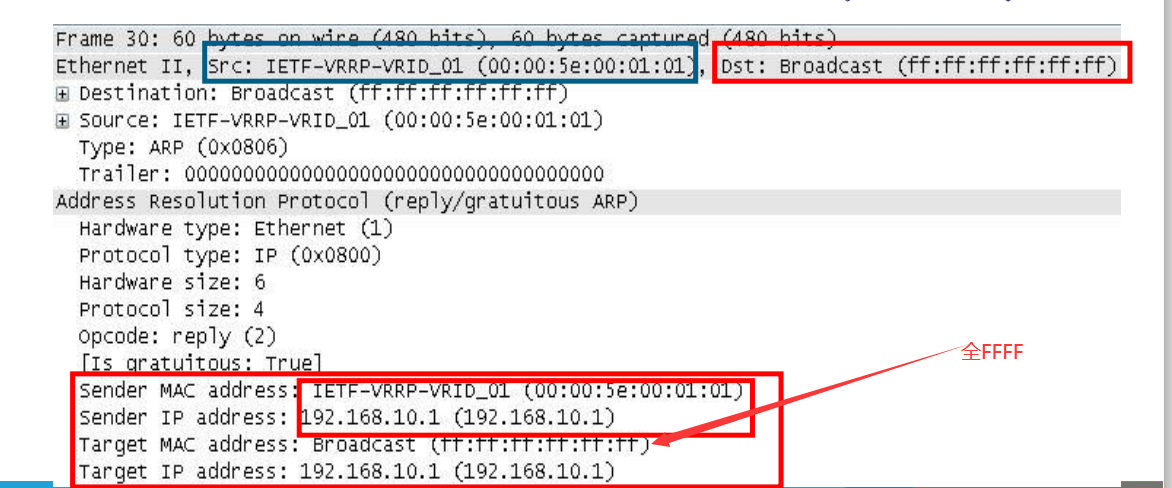 Frame 30: 60 bytes on wire (480 bits), 60 bytes captured (480 bits)
Ethernet II, Src: IETF-VRRP-VRID_01 (00:00:5e:00:01:01), Dst: Broadcast (ff:ff:ff:ff:ff:ff)
Destination: Broadcast (ff:ff:ff:ff:ff:ff)
Source: IETF-VRRP-VRID_01 (00:00:5e:00:01:01)
Type: ARP (0x0806)
Trailer: 000000000000000000000000000000000000
Address Resolution Protocol (reply/gratuitous ARP)
Hardware type: Ethernet (1)
Protocol type: IP (0x0800)
Hardware size: 6
Protocol size: 4
Opcode: reply (2)
[Is gratuitous: True]
全FFFF
Sender MAC address: IETF-VRRP-VRID_01 (00:00:5e:00:01:01)
Sender IP address: 192.168.10.1 (192.168.10.1)
Target MAC address: Broadcast (ff:ff:ff:ff:ff:ff)
Target IP address: 192.168.10.1 (192.168.10.1)